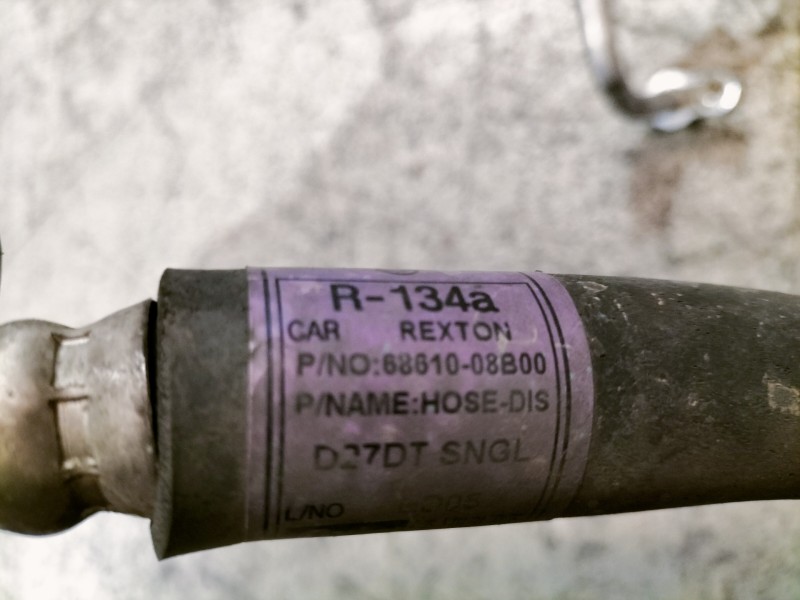 R-134a
CAR REXTON
P/NO:68610-08B00
P/NAME:HOSE-DIS
D27DT SNGL
L/NO